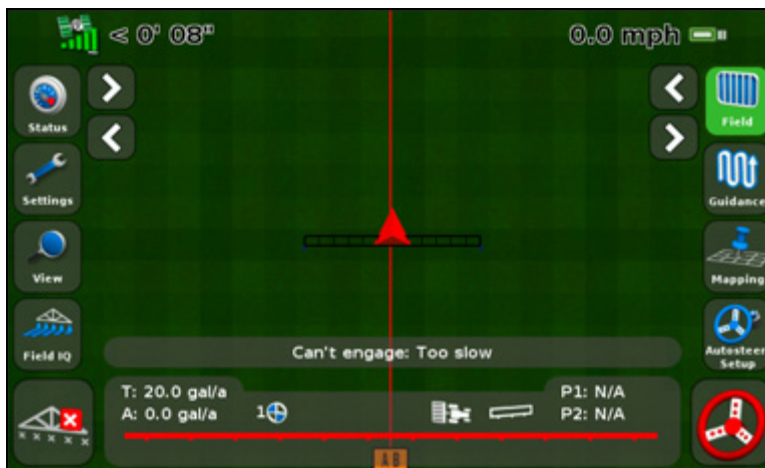 < 0' 08"
0.0 mph
Status
Field
Settings
Guidance
View
Mapping
Field IQ
Autosteer
Setup
Can't engage: Too slow
T: 20.0 gal/a
P1: N/A
A: 0.0 gal/a
1
P2: N/A
AB